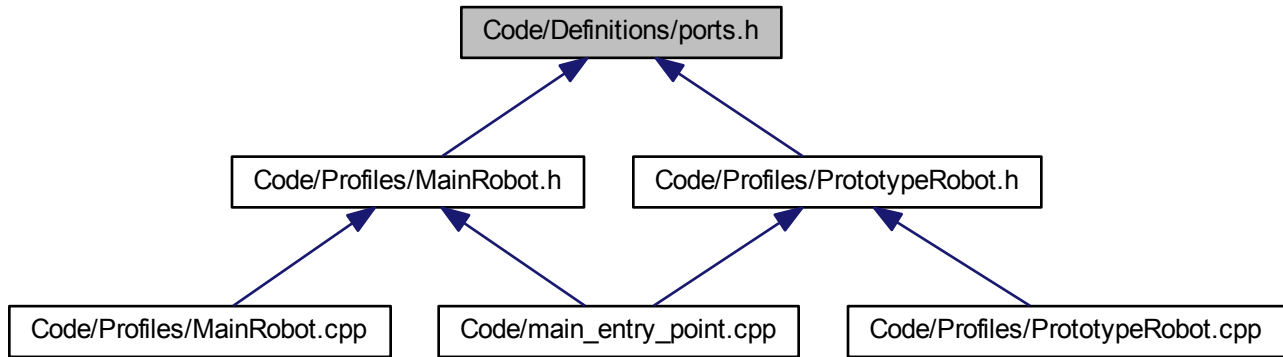 Code/Definitions/ports.h
Code/Profiles/MainRobot.h
Code/Profiles/PrototypeRobot.h
Code/Profiles/MainRobot.cpp
Code/main_entry_point.cpp
Code/Profiles/PrototypeRobot.cpp